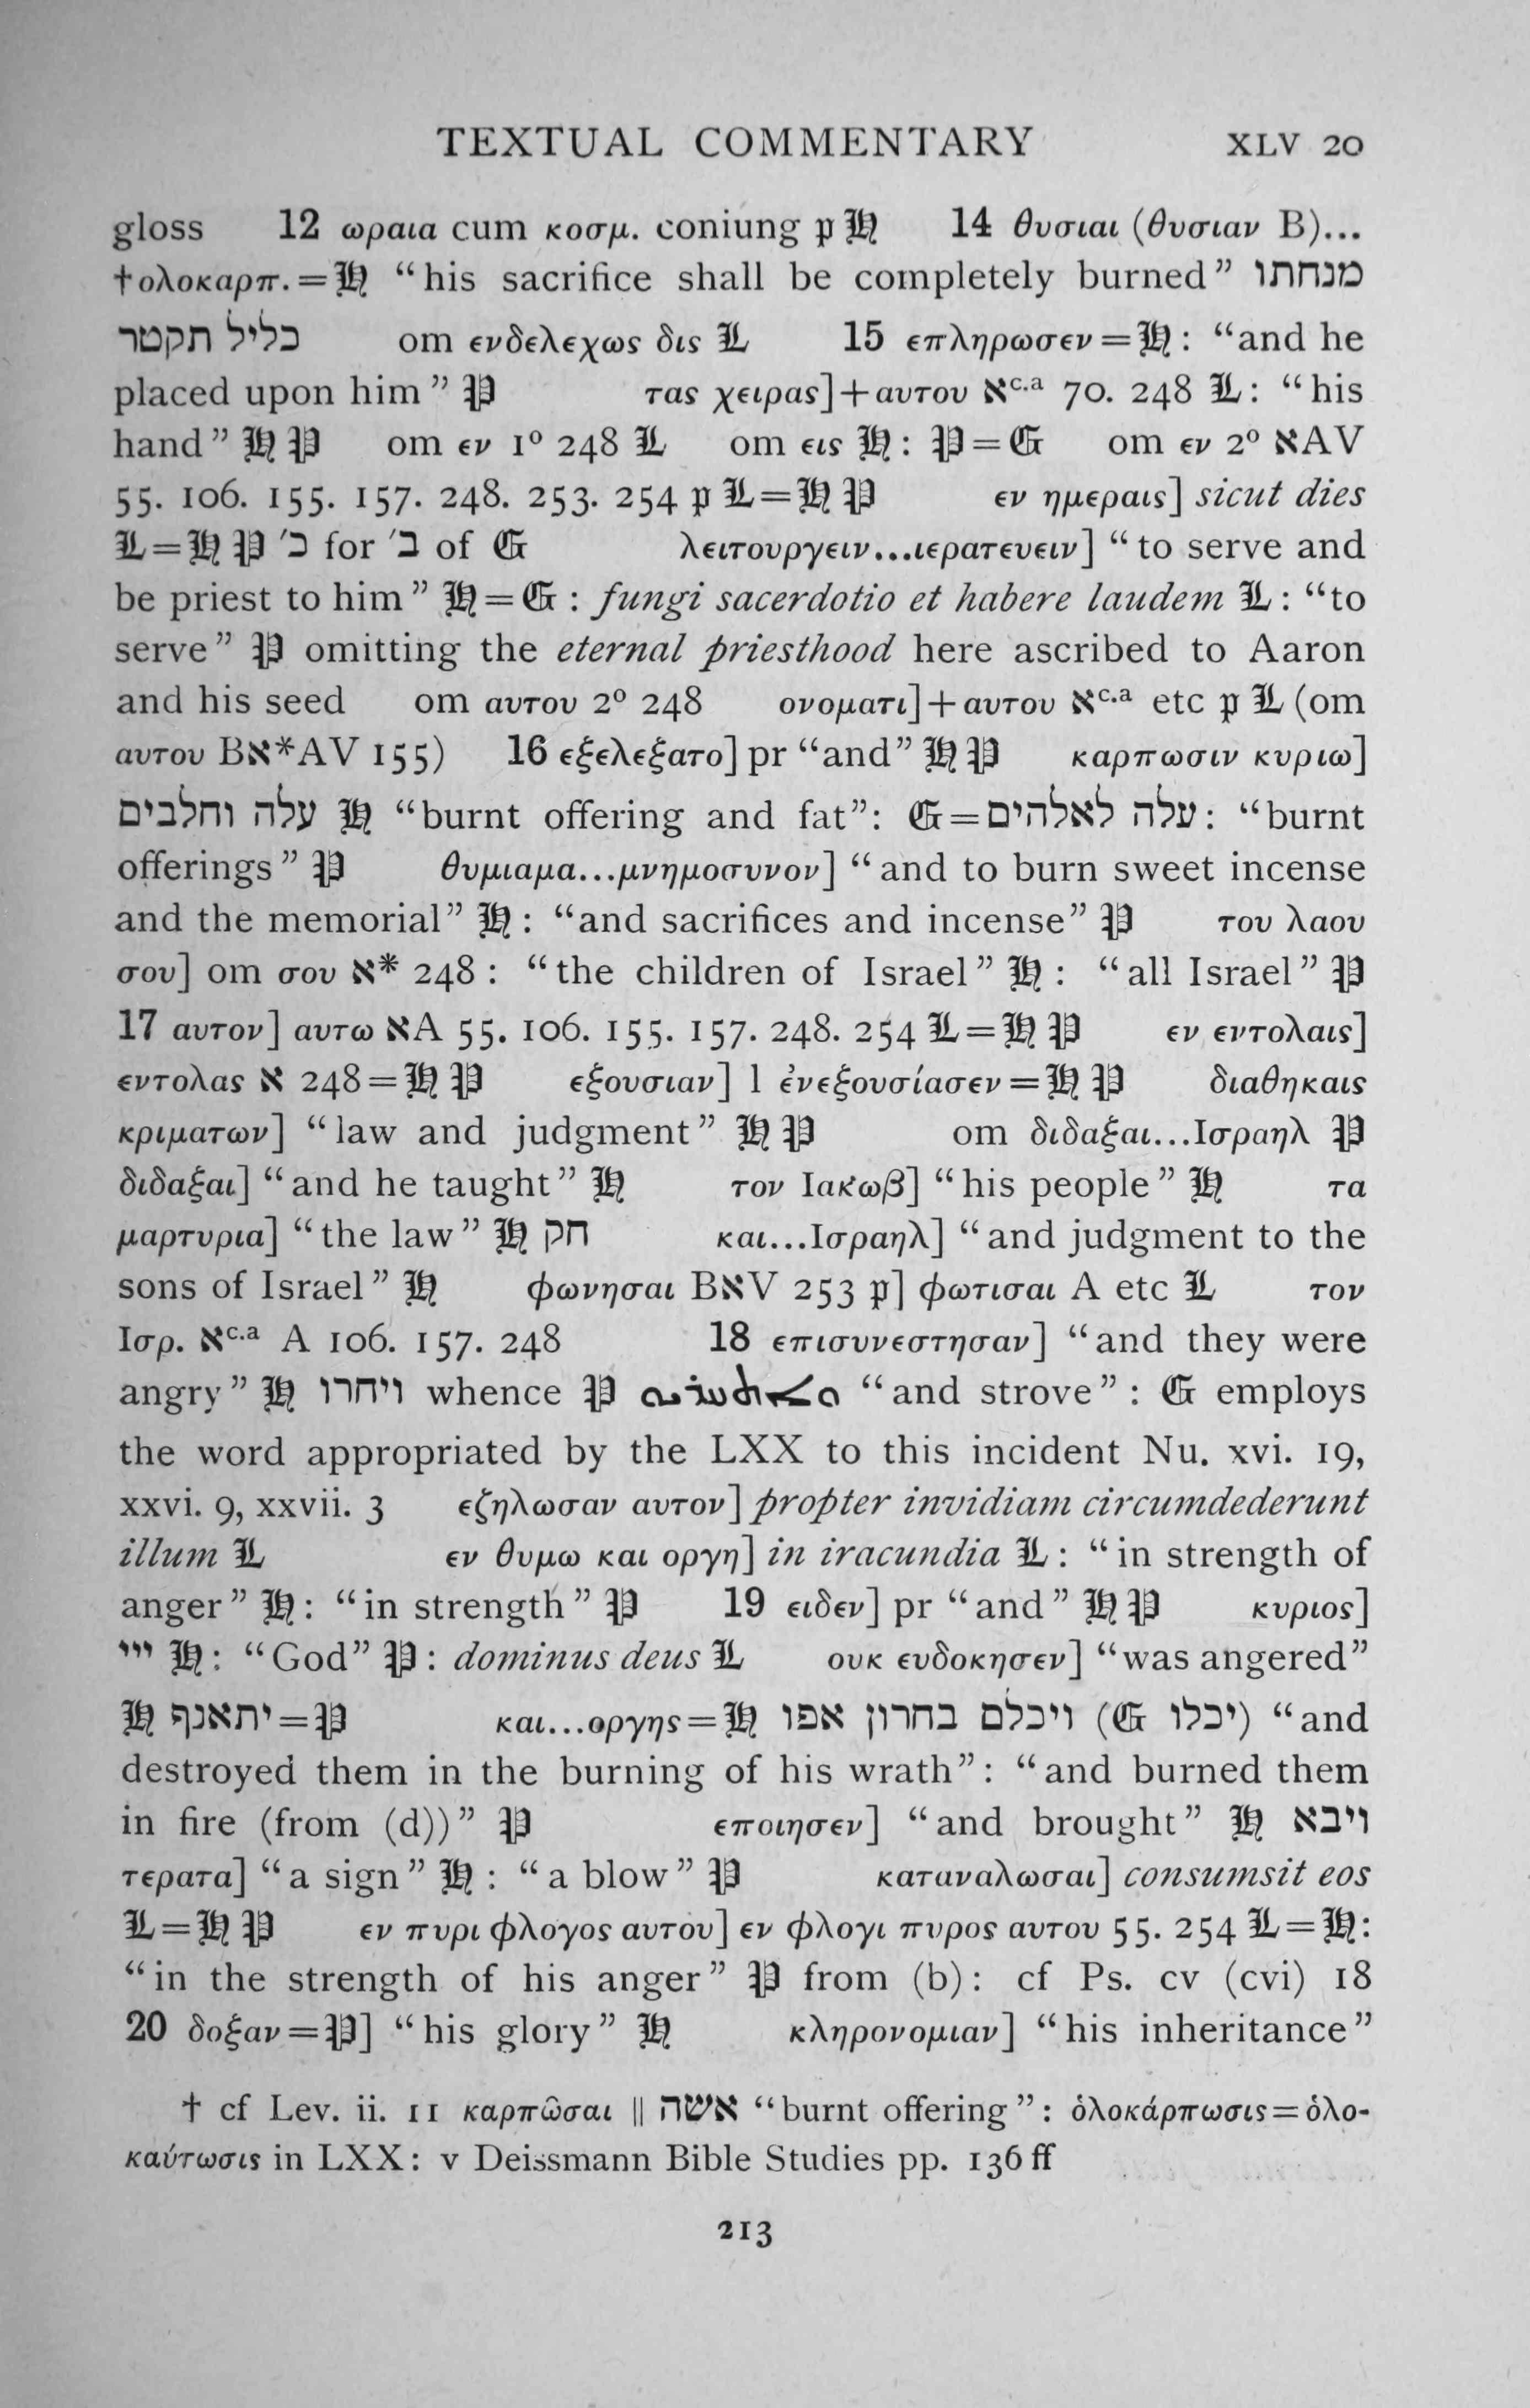 TEXTUAL COMMENTARY XLV 20
gloss 12 ωραια cum κοσμ. coniung 𝔭 ℌ 14 θυσιαι (θυσιαν B)...
†ολοκαρπ.=ℌ “his sacrifice shall be completely burned” מנחתו
כליל תקטר om ενδελεχως δις 𝕷 15 επληρωσεν=ℌ: “and he
placed upon him” 𝕻 τας χειρας]+αυτου א⁠ᶜ·ᵃ 70. 248 𝕷: “his
hand” ℌ 𝕻 om εν 1⁰ 248 𝕷 om εις ℌ: 𝕻=𝕲 om εν 2⁰ אAV
55. 106. 155. 157. 248. 253. 254 𝔭 𝕷=ℌ 𝕻 εν ημεραις] sicut dies
𝕷=ℌ 𝕻 כ׳ for ב׳ of 𝕲 λειτουργειν...ιερατευειν] “to serve and
be priest to him” ℌ=𝕲: fungi sacerdotio et habere laudem 𝕷: “to
serve” 𝕻 omitting the eternal priesthood here ascribed to Aaron
and his seed om αυτου 2⁰ 248 ονοματι]+αυτου א⁠ᶜ·ᵃ etc 𝔭 𝕷 (om
αυτου Bא*AV 155) 16 εξελεξατο] pr “and” ℌ 𝕻 καρπωσιν κυριω]
עלה וחלבים ℌ “burnt offering and fat”: 𝕲=עלה לאלהים: “burnt
offerings” 𝕻 θυμιαμα...μνημοσυνον] “and to burn sweet incense
and the memorial” ℌ: “and sacrifices and incense” 𝕻 του λαου
σου] om σου א* 248: “the children of Israel” ℌ: “all Israel” 𝕻
17 αυτον] αυτω אA 55. 106. 155. 157. 248. 254 𝕷=ℌ 𝕻 εν εντολαις]
εντολας א 248=ℌ 𝕻 εξουσιαν] l ἐνεξουσίασεν=ℌ 𝕻 διαθηκαις
κριματων] “law and judgment” ℌ 𝕻 om διδαξαι...Ισραηλ 𝕻
διδαξαι] “and he taught” ℌ τον Ιακωβ] “his people” ℌ τα
μαρτυρια] “the law” ℌ חק και...Ισραηλ] “and judgment to the
sons of Israel” ℌ φωνησαι BאV 253 𝔭] φωτισαι A etc 𝕷 τον
Ισρ. א⁠ᶜ·ᵃ A 106. 157. 248 18 επισυνεστησαν] “and they were
angry” ℌ ויחרו whence 𝕻 “and strove”: 𝕲 employs
the word appropriated by the LXX to this incident Nu. xvi. 19,
xxvi. 9, xxvii. 3 εζηλωσαν αυτον] propter invidiam circumdederunt
illum 𝕷 εν θυμω και οργη] in iracundia 𝕷: “in strength of
anger” ℌ: “in strength” 𝕻 19 ειδεν] pr “and” ℌ 𝕻 κυριος]
ייי ℌ: “God” 𝕻: dominus deus 𝕷 ουκ ευδοκησεν] “was angered”
ℌ יתאנף=𝕻 και...οργης=ℌ ויכלם בחרון אפו (𝕲 יכלו) “and
destroyed them in the burning of his wrath”: “and burned them
in fire (from (d))” 𝕻 εποιησεν] “and brought” ℌ ויבא
τερατα] “a sign” ℌ: “a blow” 𝕻 καταναλωσαι] consumsit eos
𝕷=ℌ 𝕻 εν πυρι φλογος αυτου] εν φλογι πυρος αυτου 55. 254 𝕷=ℌ:
“in the strength of his anger” 𝕻 from (b): cf Ps. cv (cvi) 18
20 δοξαν=𝕻] “his glory” ℌ κληρονομιαν] “his inheritance”
† cf Lev. ii. 11 καρπῶσαι || אשה “burnt offering”: ὁλοκάρπωσις=ὁλο-
καύτωσις in LXX: v Deissmann Bible Studies pp. 136 ff
213